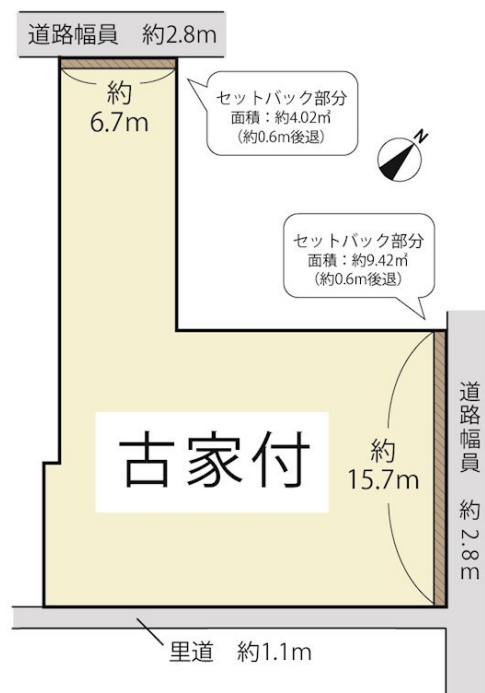 道路幅員 約2.8m
約
6.7m
セットバック部分
面積：約4.02㎡
（約0.6m後退）
N
セットバック部分
面積：約9.42㎡
（約0.6m後退）
古家付
約
15.7m
道路幅員 約2.8m
里道 約1.1m